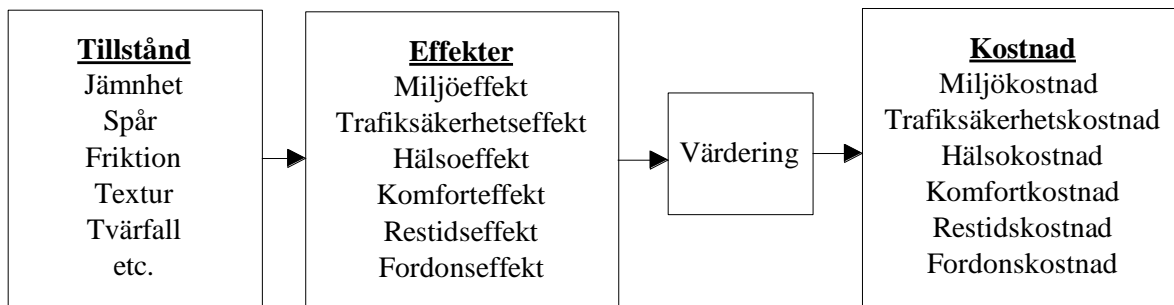 Tillstånd
Jämnhet
Spår
Friktion
Textur
Tvärfall
etc.
Effekter
Miljöeffekt
Trafiksäkerhetseffekt
Hälsoeffekt
Komforteffekt
Restidseffekt
Fordonseffekt
Värdering
Kostnad
Miljökostnad
Trafiksäkerhetskostnad
Hälsokostnad
Komfortkostnad
Restidskostnad
Fordonskostnad